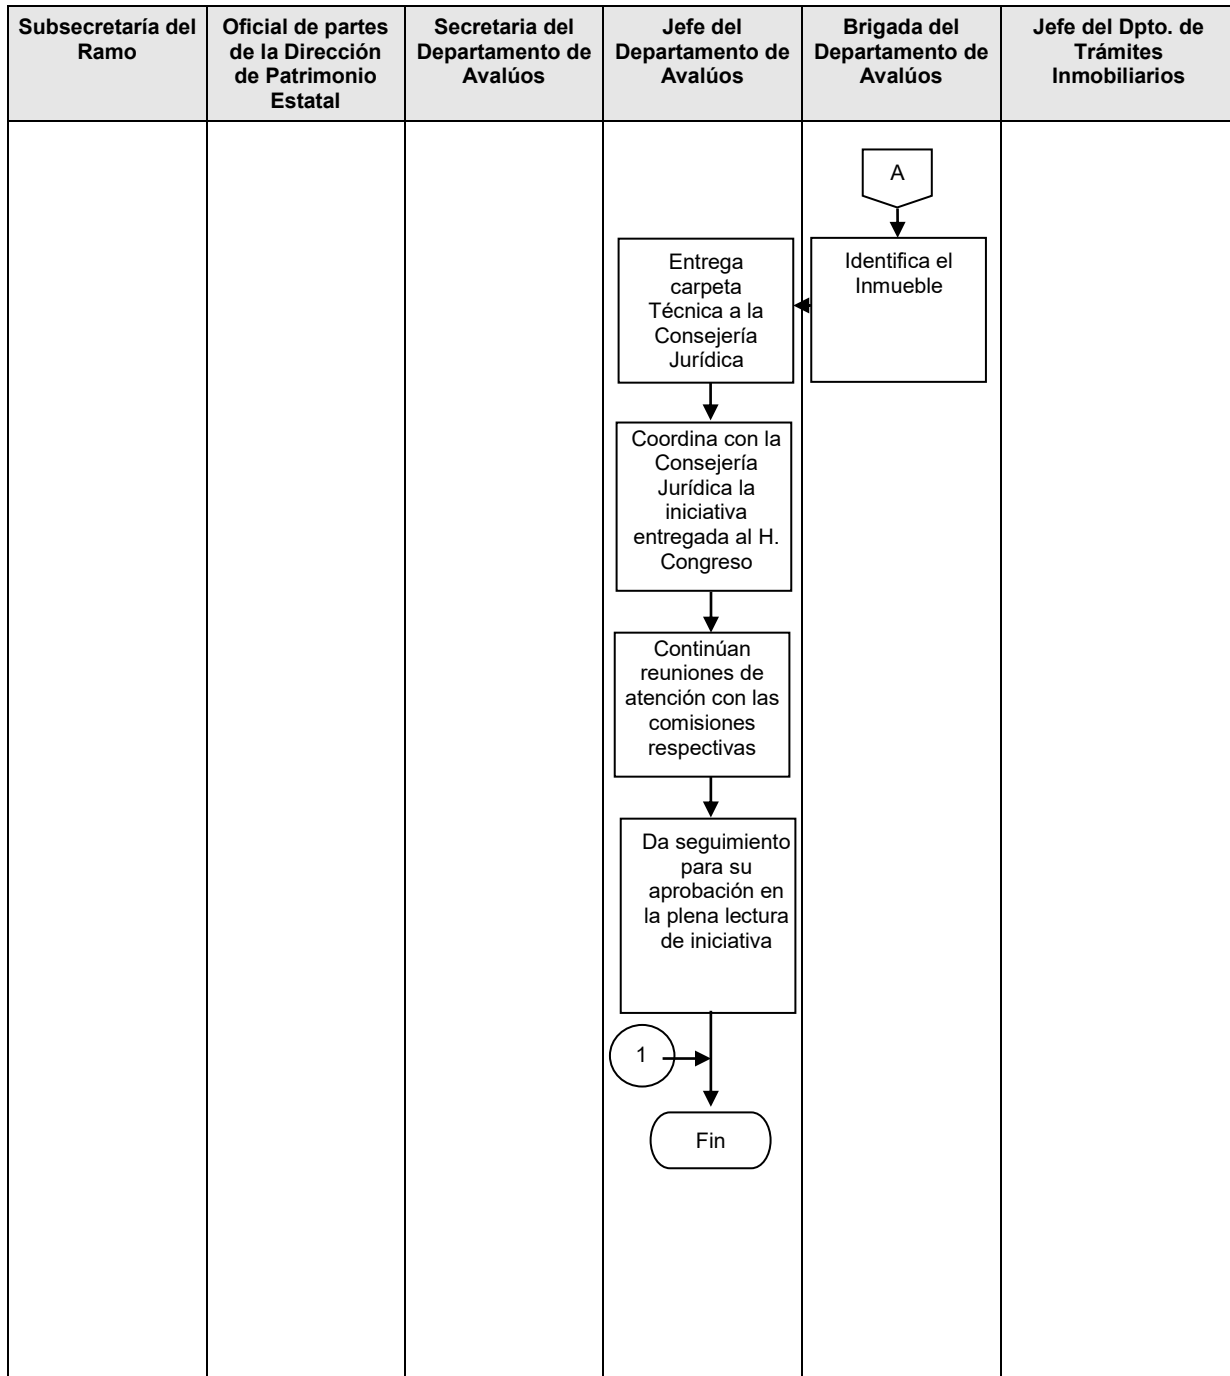 Subsecretaría del
Ramo
Oficial de partes
de la Dirección
de Patrimonio
Estatal
Secretaria del
Departamento de
Avalúos
Jefe del
Departamento de
Avalúos
Brigada del
Departamento de
Avalúos
Jefe del Dpto. de
Trámites
Inmobiliarios
A
Identifica el
Inmueble
Entrega
carpeta
Técnica a la
Consejería
Jurídica
Coordina con la
Consejería
Jurídica la
iniciativa
entregada al H.
Congreso
Continúan
reuniones de
atención con las
comisiones
respectivas
Da seguimiento
para su
aprobación en
la plena lectura
de iniciativa
1
Fin